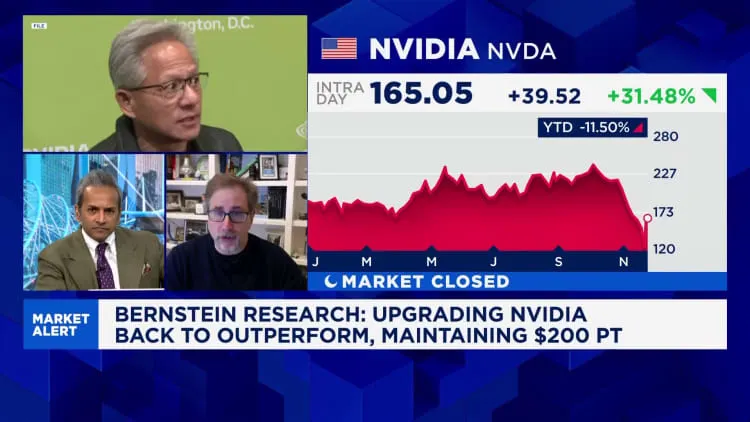 FILE
Washington, D.C.
NVIDIA
NVIDIA NVDA
INTRA
DAY
165.05
+39.52
+31.48%
YTD -11.50%
280
227
173
120
J M M J S N
MARKET CLOSED
MARKET
ALERT
BERNSTEIN RESEARCH: UPGRADING NVIDIA
BACK TO OUTPERFORM, MAINTAINING $200 PT